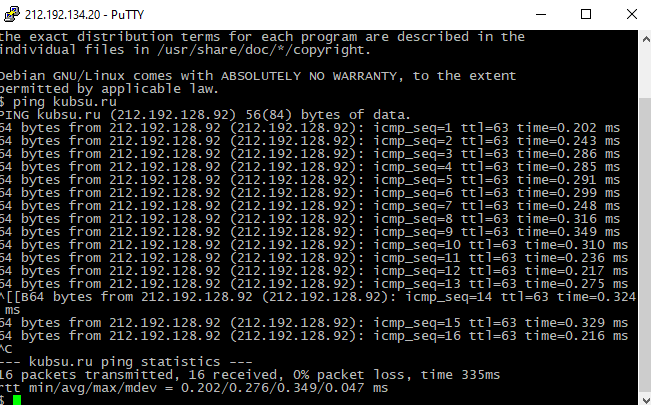 212.192.134.20 - PuTTY
the exact distribution terms for each program are described in the
individual files in /usr/share/doc/*/copyright.
Debian GNU/Linux comes with ABSOLUTELY NO WARRANTY, to the extent
permitted by applicable law.
$ ping kubsu.ru
PING kubsu.ru (212.192.128.92) 56(84) bytes of data.
64 bytes from 212.192.128.92 (212.192.128.92): icmp_seq=1 ttl=63 time=0.202 ms
64 bytes from 212.192.128.92 (212.192.128.92): icmp_seq=2 ttl=63 time=0.243 ms
64 bytes from 212.192.128.92 (212.192.128.92): icmp_seq=3 ttl=63 time=0.286 ms
64 bytes from 212.192.128.92 (212.192.128.92): icmp_seq=4 ttl=63 time=0.285 ms
64 bytes from 212.192.128.92 (212.192.128.92): icmp_seq=5 ttl=63 time=0.291 ms
64 bytes from 212.192.128.92 (212.192.128.92): icmp_seq=6 ttl=63 time=0.299 ms
64 bytes from 212.192.128.92 (212.192.128.92): icmp_seq=7 ttl=63 time=0.248 ms
64 bytes from 212.192.128.92 (212.192.128.92): icmp_seq=8 ttl=63 time=0.316 ms
64 bytes from 212.192.128.92 (212.192.128.92): icmp_seq=9 ttl=63 time=0.349 ms
64 bytes from 212.192.128.92 (212.192.128.92): icmp_seq=10 ttl=63 time=0.310 ms
64 bytes from 212.192.128.92 (212.192.128.92): icmp_seq=11 ttl=63 time=0.236 ms
64 bytes from 212.192.128.92 (212.192.128.92): icmp_seq=12 ttl=63 time=0.217 ms
64 bytes from 212.192.128.92 (212.192.128.92): icmp_seq=13 ttl=63 time=0.275 ms
^[[B64 bytes from 212.192.128.92 (212.192.128.92): icmp_seq=14 ttl=63 time=0.324
 ms
64 bytes from 212.192.128.92 (212.192.128.92): icmp_seq=15 ttl=63 time=0.329 ms
64 bytes from 212.192.128.92 (212.192.128.92): icmp_seq=16 ttl=63 time=0.216 ms
^C
--- kubsu.ru ping statistics ---
16 packets transmitted, 16 received, 0% packet loss, time 335ms
rtt min/avg/max/mdev = 0.202/0.276/0.349/0.047 ms
$